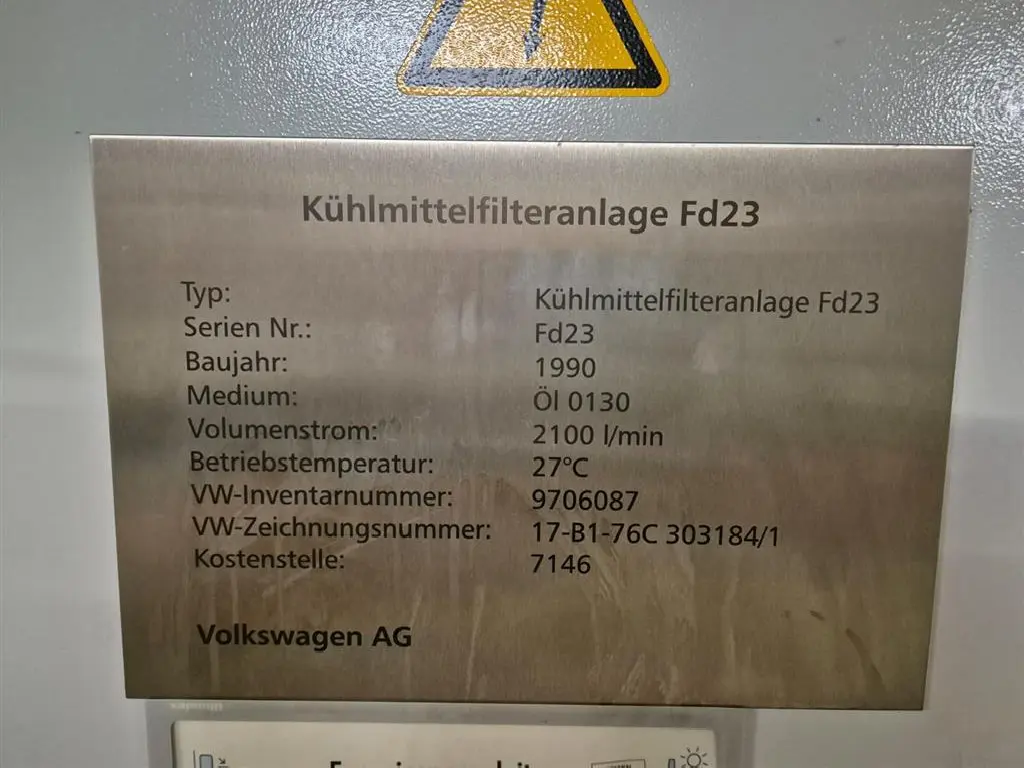 Kühlmittelfilteranlage Fd23
Typ: Kühlmittelfilteranlage Fd23
Serien Nr.: Fd23
Baujahr: 1990
Medium: Öl 0130
Volumenstrom: 2100 l/min
Betriebstemperatur: 27°C
VW-Inventarnummer: 9706087
VW-Zeichnungsnummer: 17-B1-76C 303184/1
Kostenstelle: 7146
Volkswagen AG